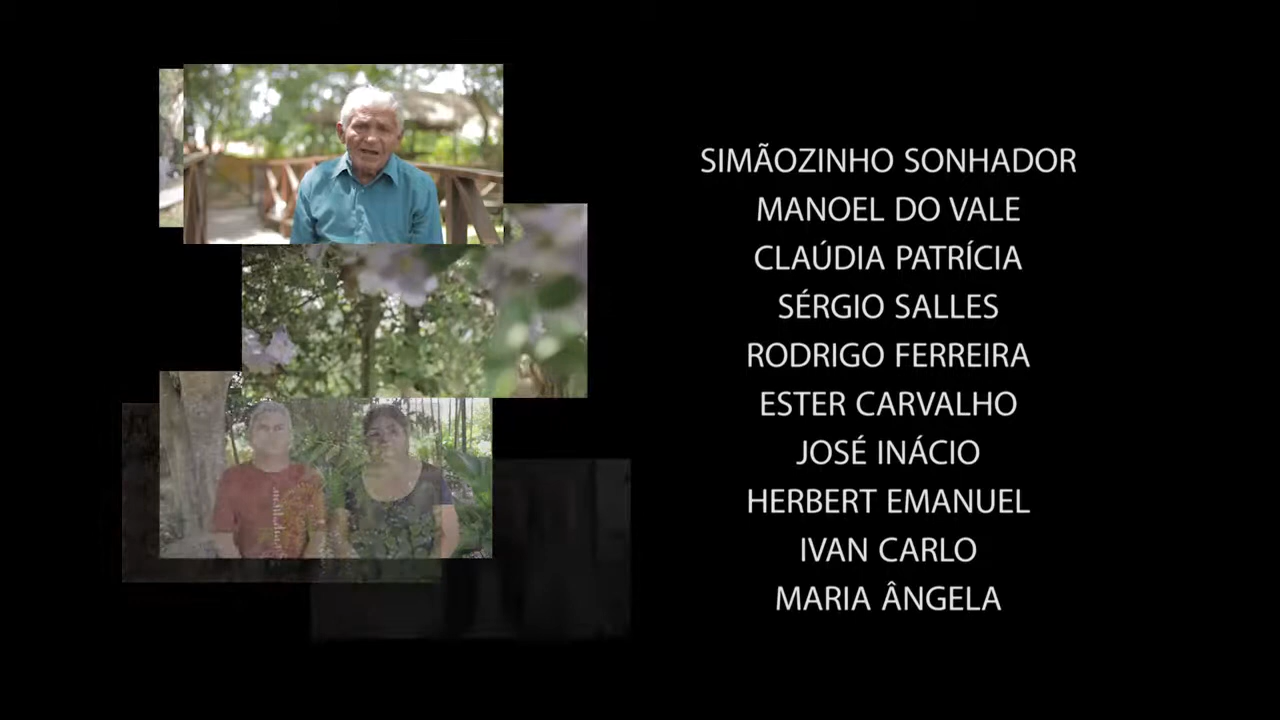 SIMÃOZINHO SONHADOR
MANOEL DO VALE
CLAÚDIA PATRÍCIA
SÉRGIO SALLES
RODRIGO FERREIRA
ESTER CARVALHO
JOSÉ INÁCIO
HERBERT EMANUEL
IVAN CARLO
MARIA ÂNGELA